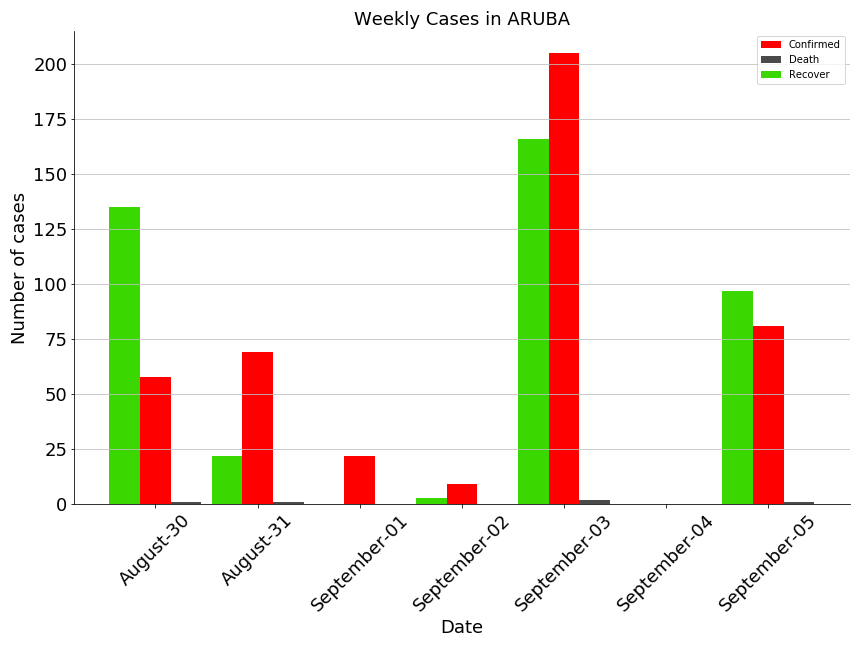 Weekly Cases in ARUBA
Confirmed
Death
Recover
Number of cases
200
175
150
125
100
75
50
25
0
August-30
August-31
September-01
September-02
September-03
September-04
September-05
Date